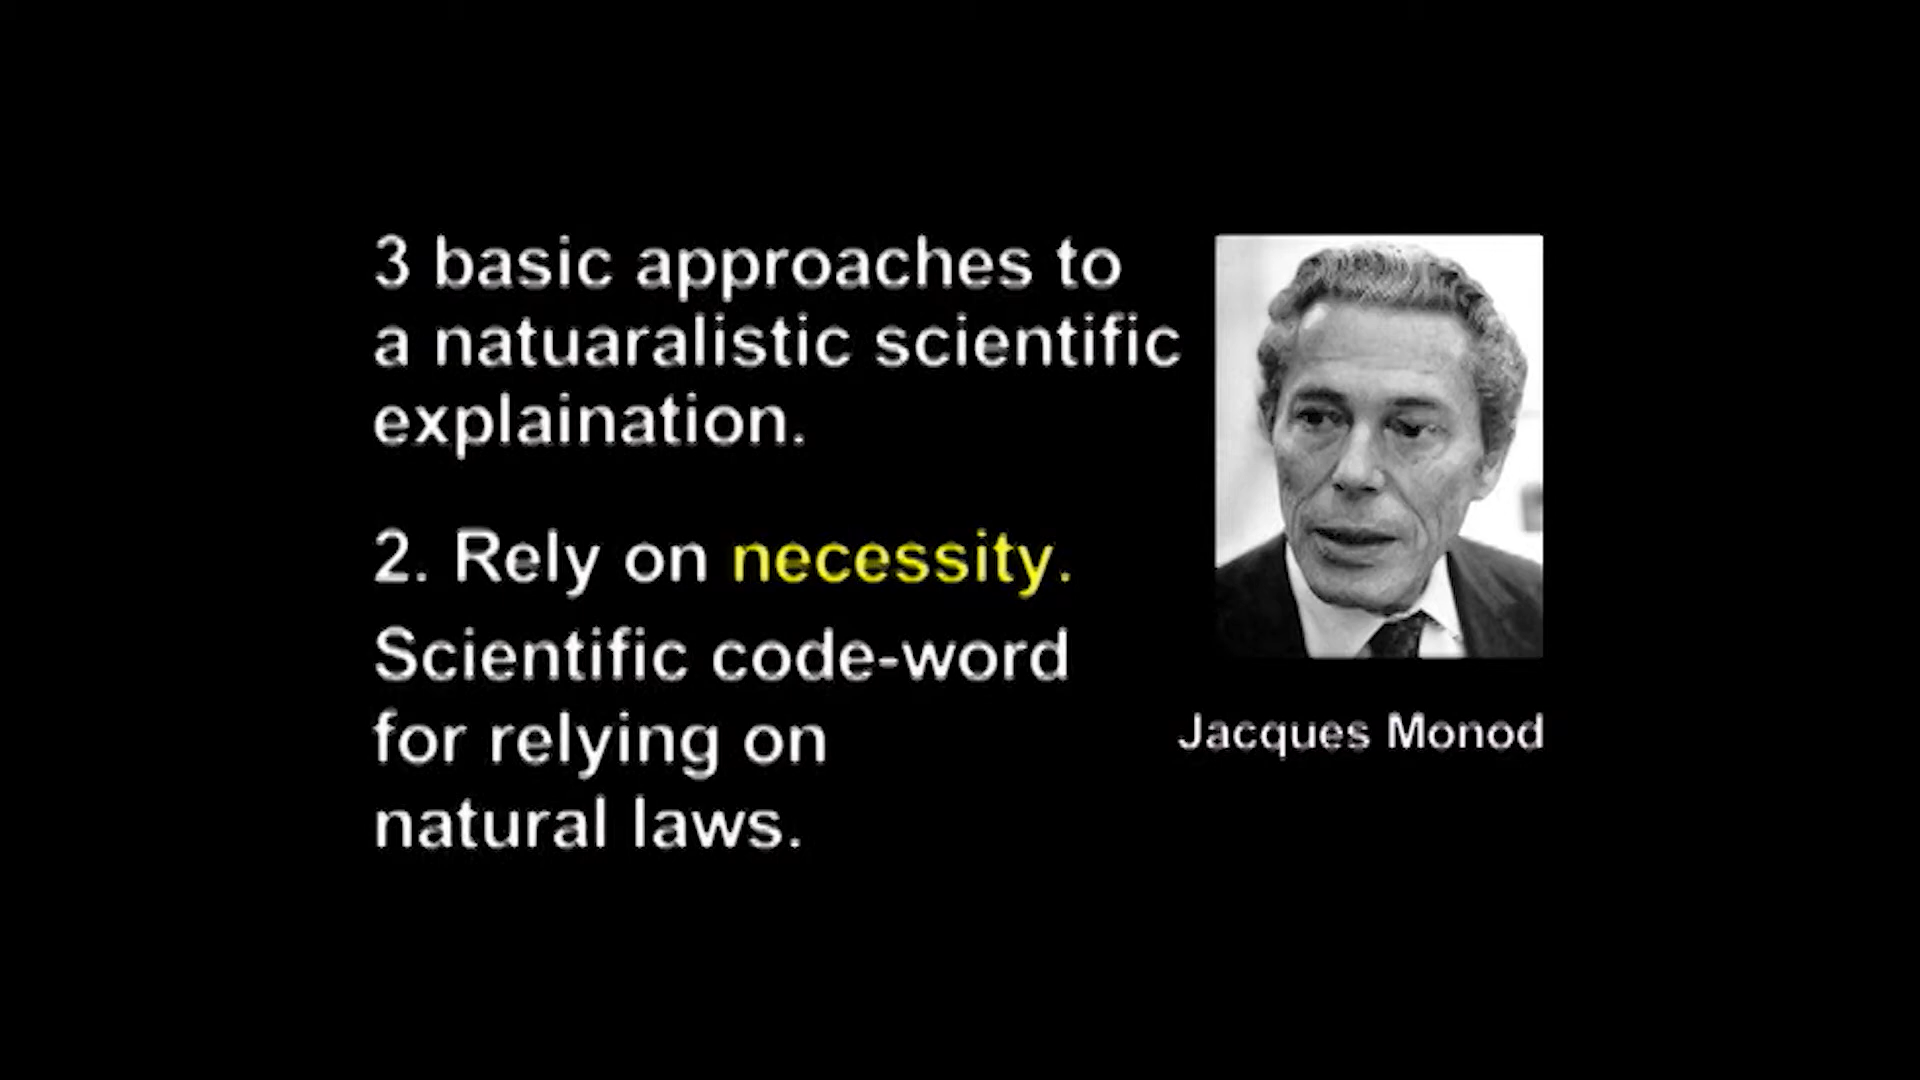 3 basic approaches to
a natuaralistic scientific
explaination.
2. Rely on necessity.
Scientific code-word
for relying on
natural laws.
Jacques Monod